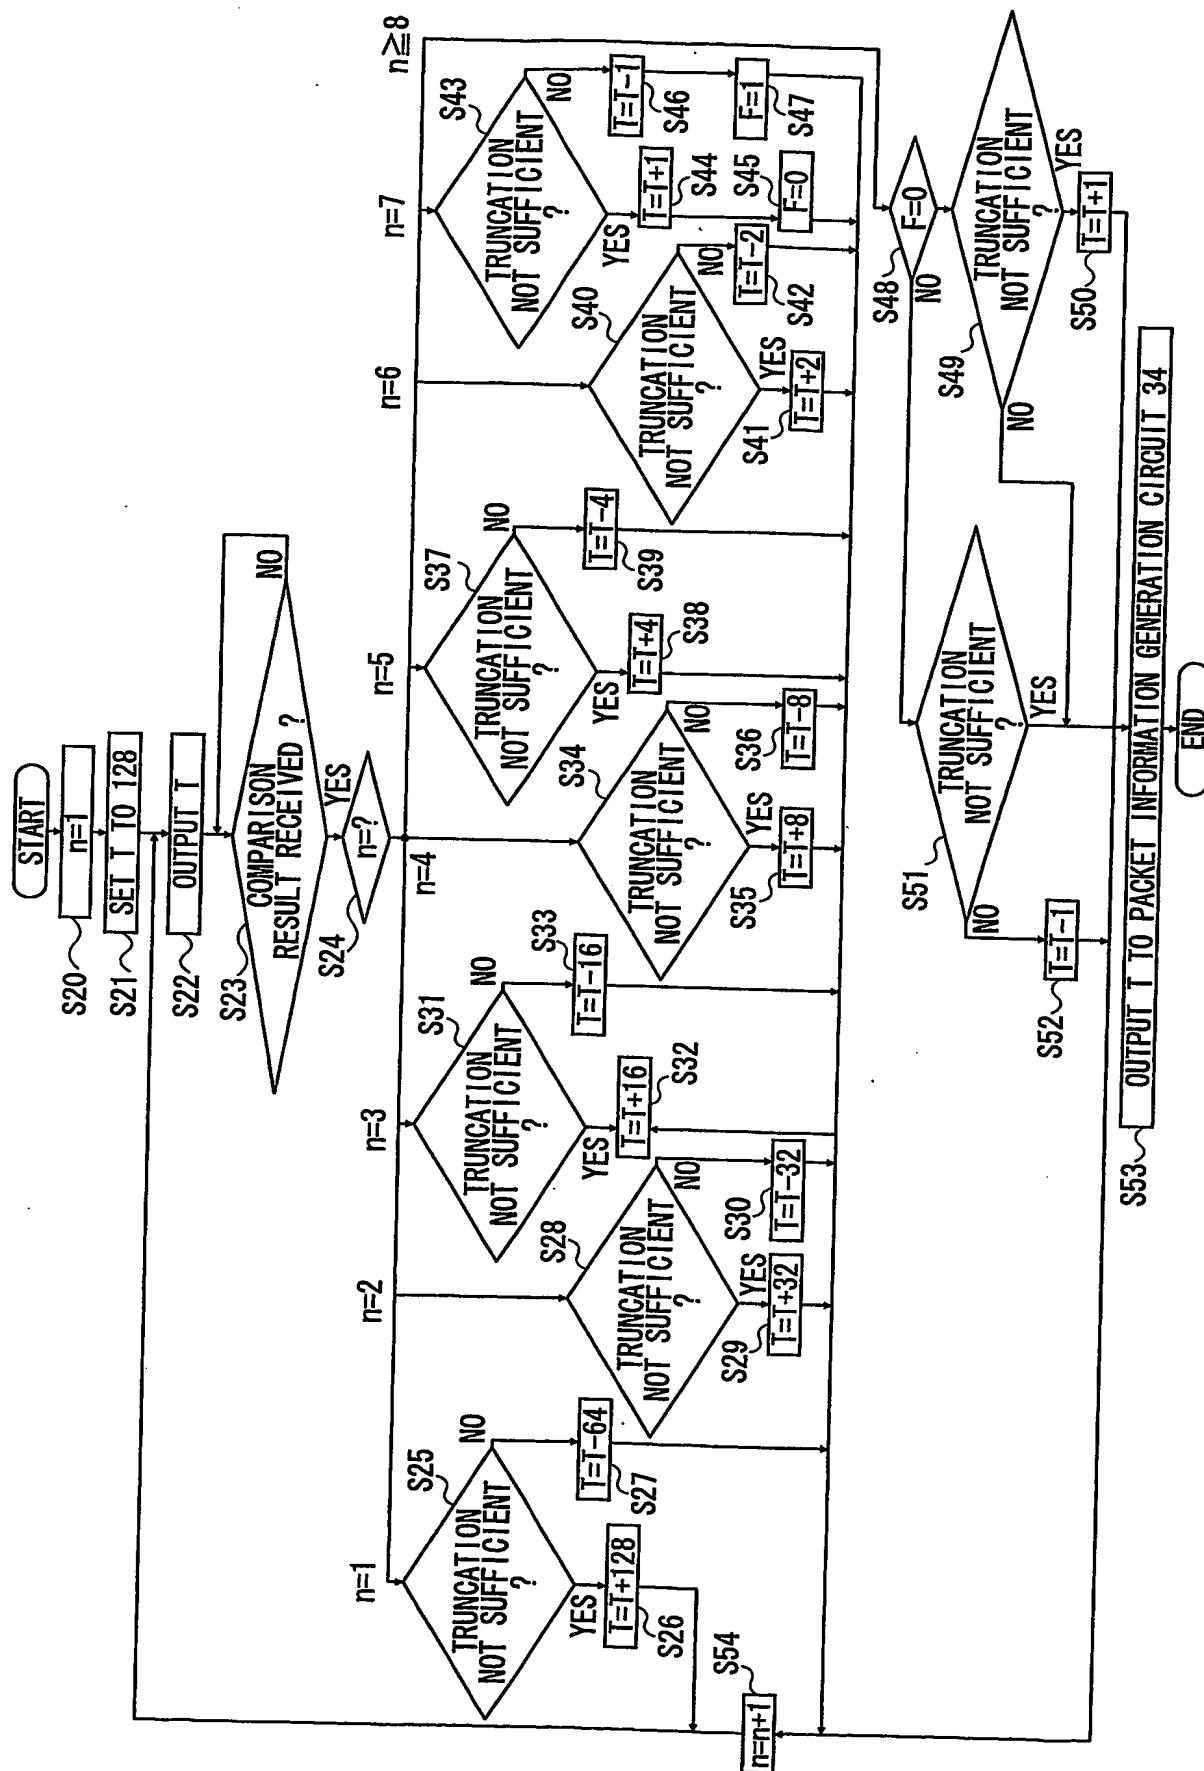 START
S20
n=1
S21
SET T TO 128
S22
OUTPUT T
S23
COMPARISON
RESULT RECEIVED ?
NO
YES
S24
n=?
n=1
n=2
n=3
n=4
n=5
n=6
n=7
n≧8
S25
TRUNCATION
NOT SUFFICIENT
?
YES
NO
T=T+128
S26
T=T-64
S27
S28
TRUNCATION
NOT SUFFICIENT
?
YES
NO
S29
T=T+32
S30
T=T-32
S31
TRUNCATION
NOT SUFFICIENT
?
YES
NO
T=T+16
S32
S33
T=T-16
S34
TRUNCATION
NOT SUFFICIENT
?
YES
NO
S35
T=T+8
S36
T=T-8
S37
TRUNCATION
NOT SUFFICIENT
?
YES
NO
T=T+4
S38
T=T-4
S39
S40
TRUNCATION
NOT SUFFICIENT
?
YES
NO
S41
T=T+2
T=T-2
S42
S43
TRUNCATION
NOT SUFFICIENT
?
YES
NO
T=T+1
S44
S45
F=0
T=T-1
S46
F=1
S47
S48
F=0
NO
S49
TRUNCATION
NOT SUFFICIENT
?
NO
YES
S50
T=T+1
S51
TRUNCATION
NOT SUFFICIENT
?
NO
YES
S52
T=T-1
S53
OUTPUT T TO PACKET INFORMATION GENERATION CIRCUIT 34
S54
n=n+1
END